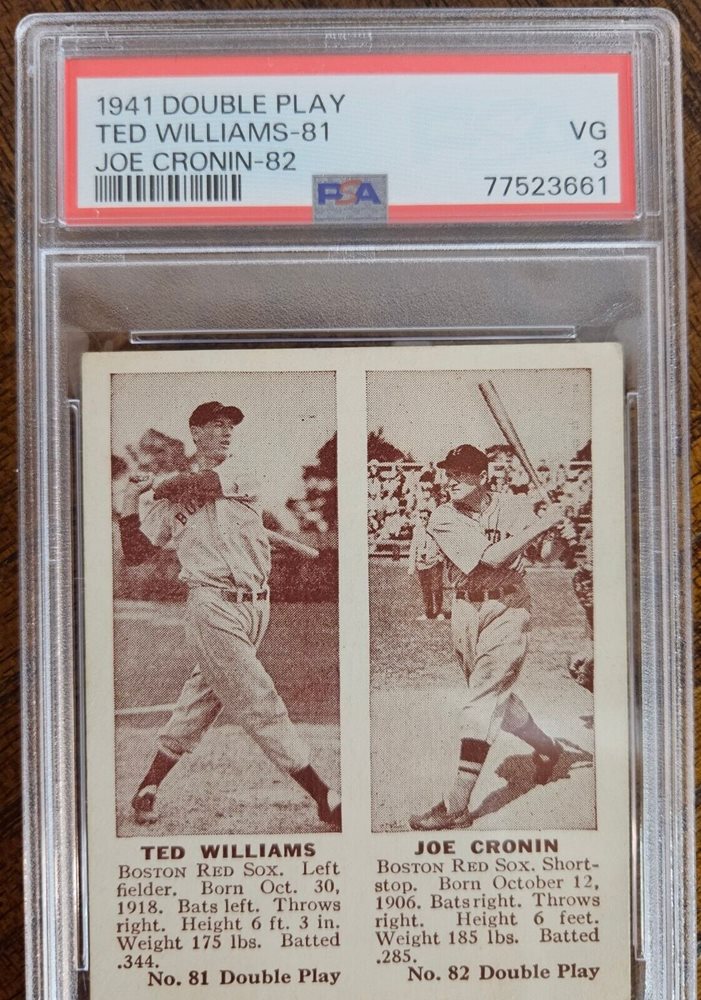 1941 DOUBLE PLAY
TED WILLIAMS-81
JOE CRONIN-82
VG
3
77523661
PSA
TED WILLIAMS
BOSTON RED SOX. Left
fielder. Born Oct. 30,
1918. Bats left. Throws
right. Height 6 ft. 3 in.
Weight 175 lbs. Batted
.344.
No. 81 Double Play
JOE CRONIN
BOSTON RED SOX. Short-
stop. Born October 12,
1906. Bats right. Throws
right. Height 6 feet.
Weight 185 lbs. Batted
.285.
No. 82 Double Play